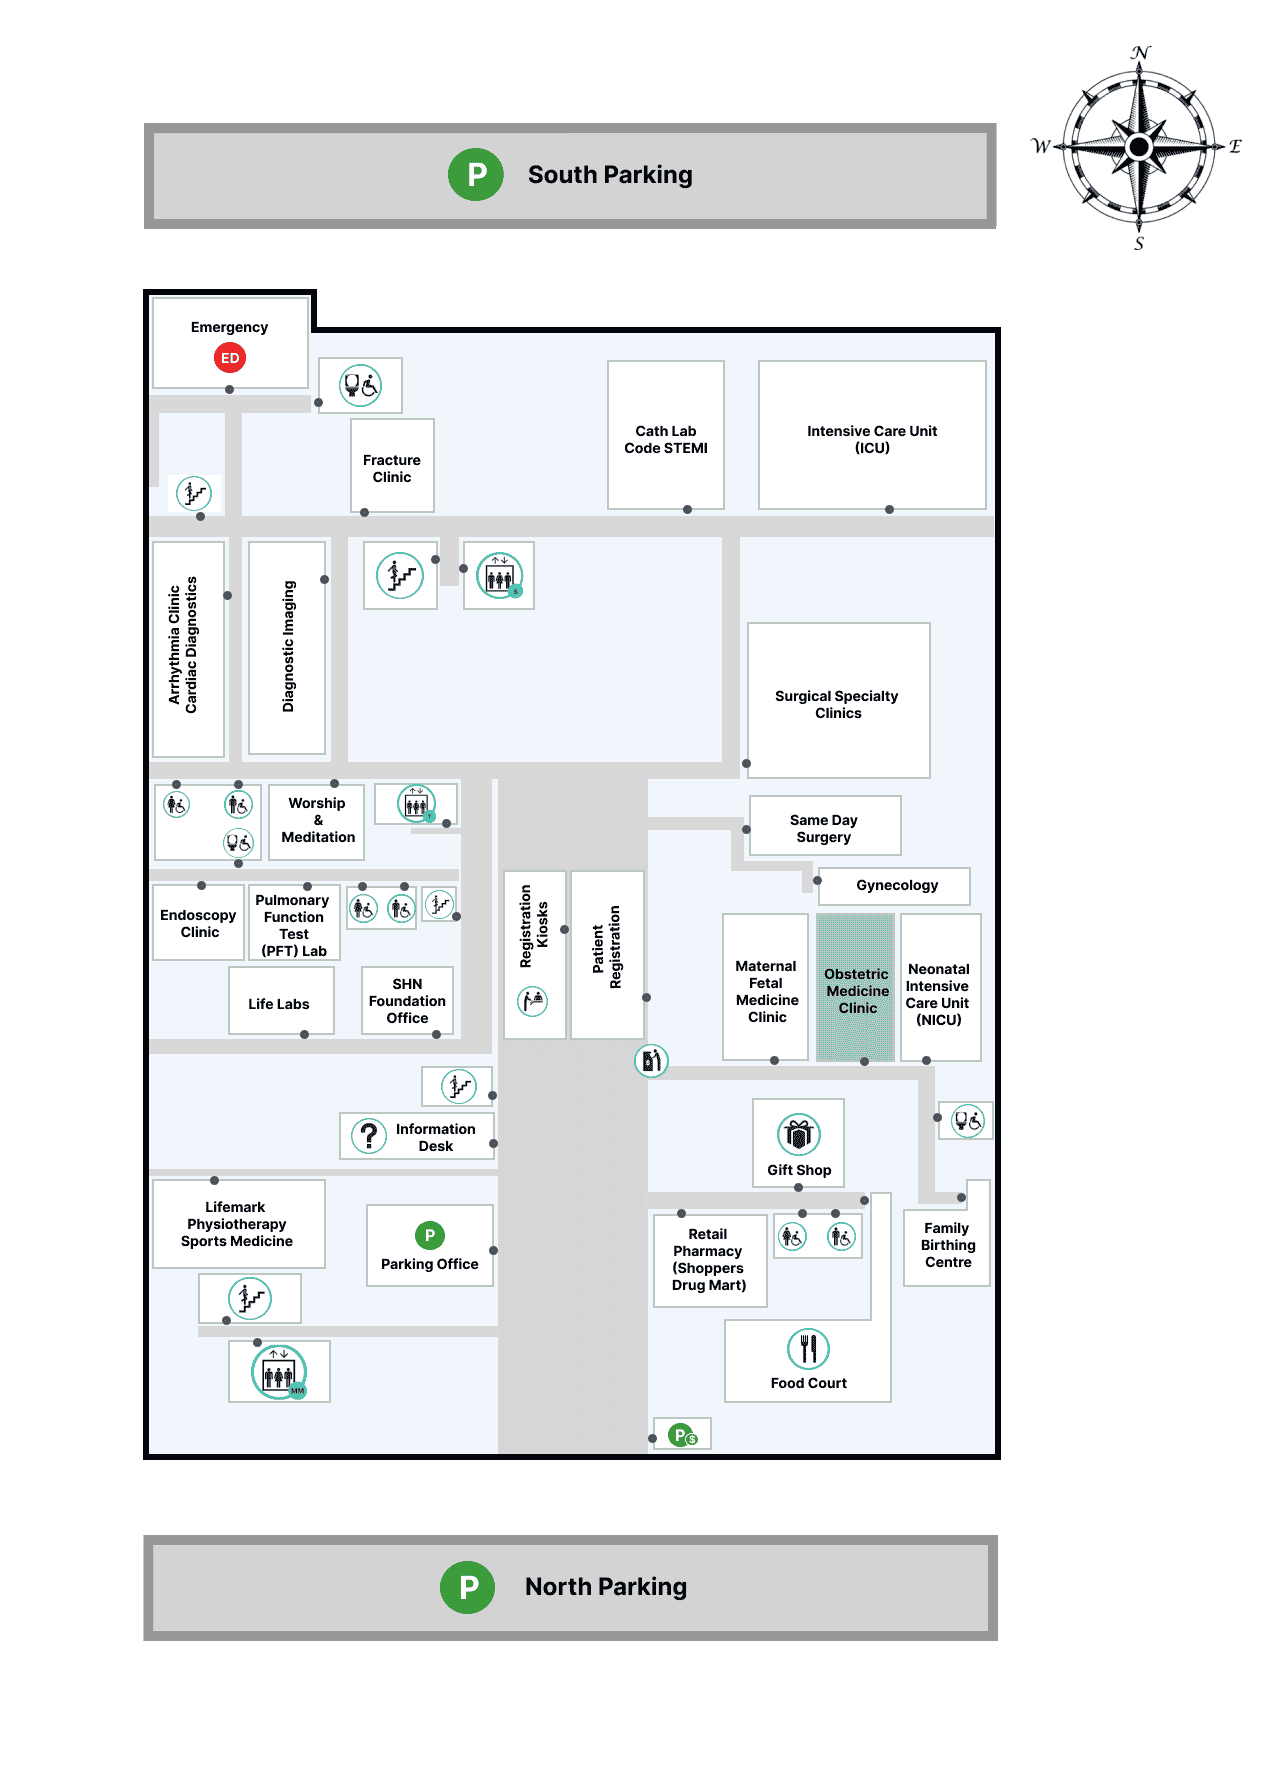 N
W
E
S
P
South Parking
Emergency
ED
Fracture
Clinic
Cath Lab
Code STEMI
Intensive Care Unit
(ICU)
Arrhythmia Clinic
Cardiac Diagnostics
Diagnostic Imaging
S
Surgical Specialty
Clinics
Worship
&
Meditation
Y
Same Day
Surgery
Gynecology
Endoscopy
Clinic
Pulmonary
Function
Test
(PFT) Lab
Registration
Kiosks
Patient
Registration
Maternal
Fetal
Medicine
Clinic
Obstetric
Medicine
Clinic
Neonatal
Intensive
Care Unit
(NICU)
Life Labs
SHN
Foundation
Office
?
Information
Desk
Gift Shop
Lifemark
Physiotherapy
Sports Medicine
P
Parking Office
Retail
Pharmacy
(Shoppers
Drug Mart)
Family
Birthing
Centre
MM
Food Court
P$
P
North Parking